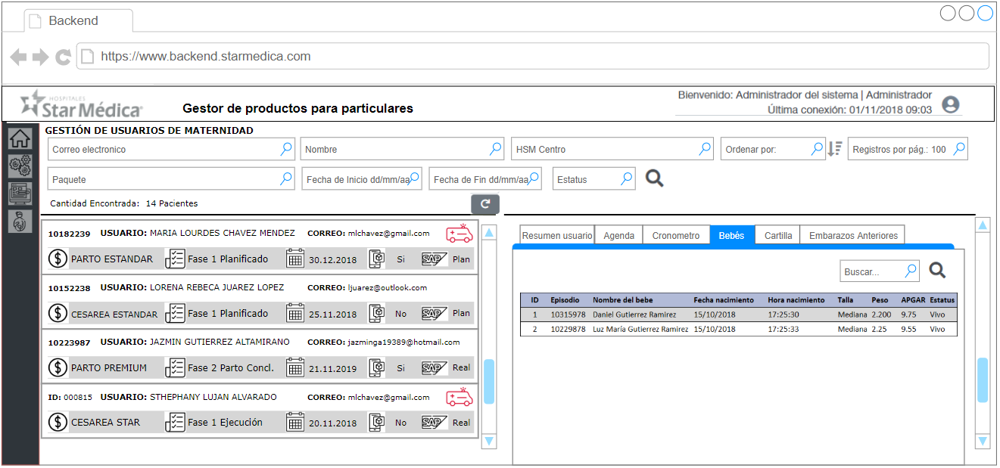 Backend
https://www.backend.starmedica.com
HOSPITALES
Star Médica
Gestor de productos para particulares
Bienvenido: Administrador del sistema | Administrador
Última conexión: 01/11/2018 09:03
GESTIÓN DE USUARIOS DE MATERNIDAD
Correo electronico Nombre HSM Centro Ordenar por: Registros por pág.: 100
Paquete Fecha de Inicio dd/mm/aa Fecha de Fin dd/mm/aa Estatus
Cantidad Encontrada: 14 Pacientes
10182239 USUARIO: MARIA LOURDES CHAVEZ MENDEZ CORREO: mlchavez@gmail.com
$ PARTO ESTANDAR Fase 1 Planificado 30.12.2018 Si SAP Plan
10152238 USUARIO: LORENA REBECA JUAREZ LOPEZ CORREO: ljuarez@outlook.com
$ CESAREA ESTANDAR Fase 1 Planificado 25.11.2018 No SAP Plan
10223987 USUARIO: JAZMIN GUTIERREZ ALTAMIRANO CORREO: jazminga19389@hotmail.com
$ PARTO PREMIUM Fase 2 Parto Concl. 21.11.2019 Si SAP Real
ID: 000815 USUARIO: STHEPHANY LUJAN ALVARADO CORREO: mlchavez@gmail.com
$ CESAREA STAR Fase 1 Ejecución 20.11.2018 No SAP Real
Resumen usuario Agenda Cronometro Bebés Cartilla Embarazos Anteriores
Buscar...
ID Episodio Nombre del bebe Fecha nacimiento Hora nacimiento Talla Peso APGAR Estatus
1 10315978 Daniel Gutierrez Ramirez 15/10/2018 17:25:30 Mediana 2.200 9.75 Vivo
2 10229878 Luz María Gutierrez Ramirez 15/10/2018 17:25:33 Mediana 2.25 9.55 Vivo